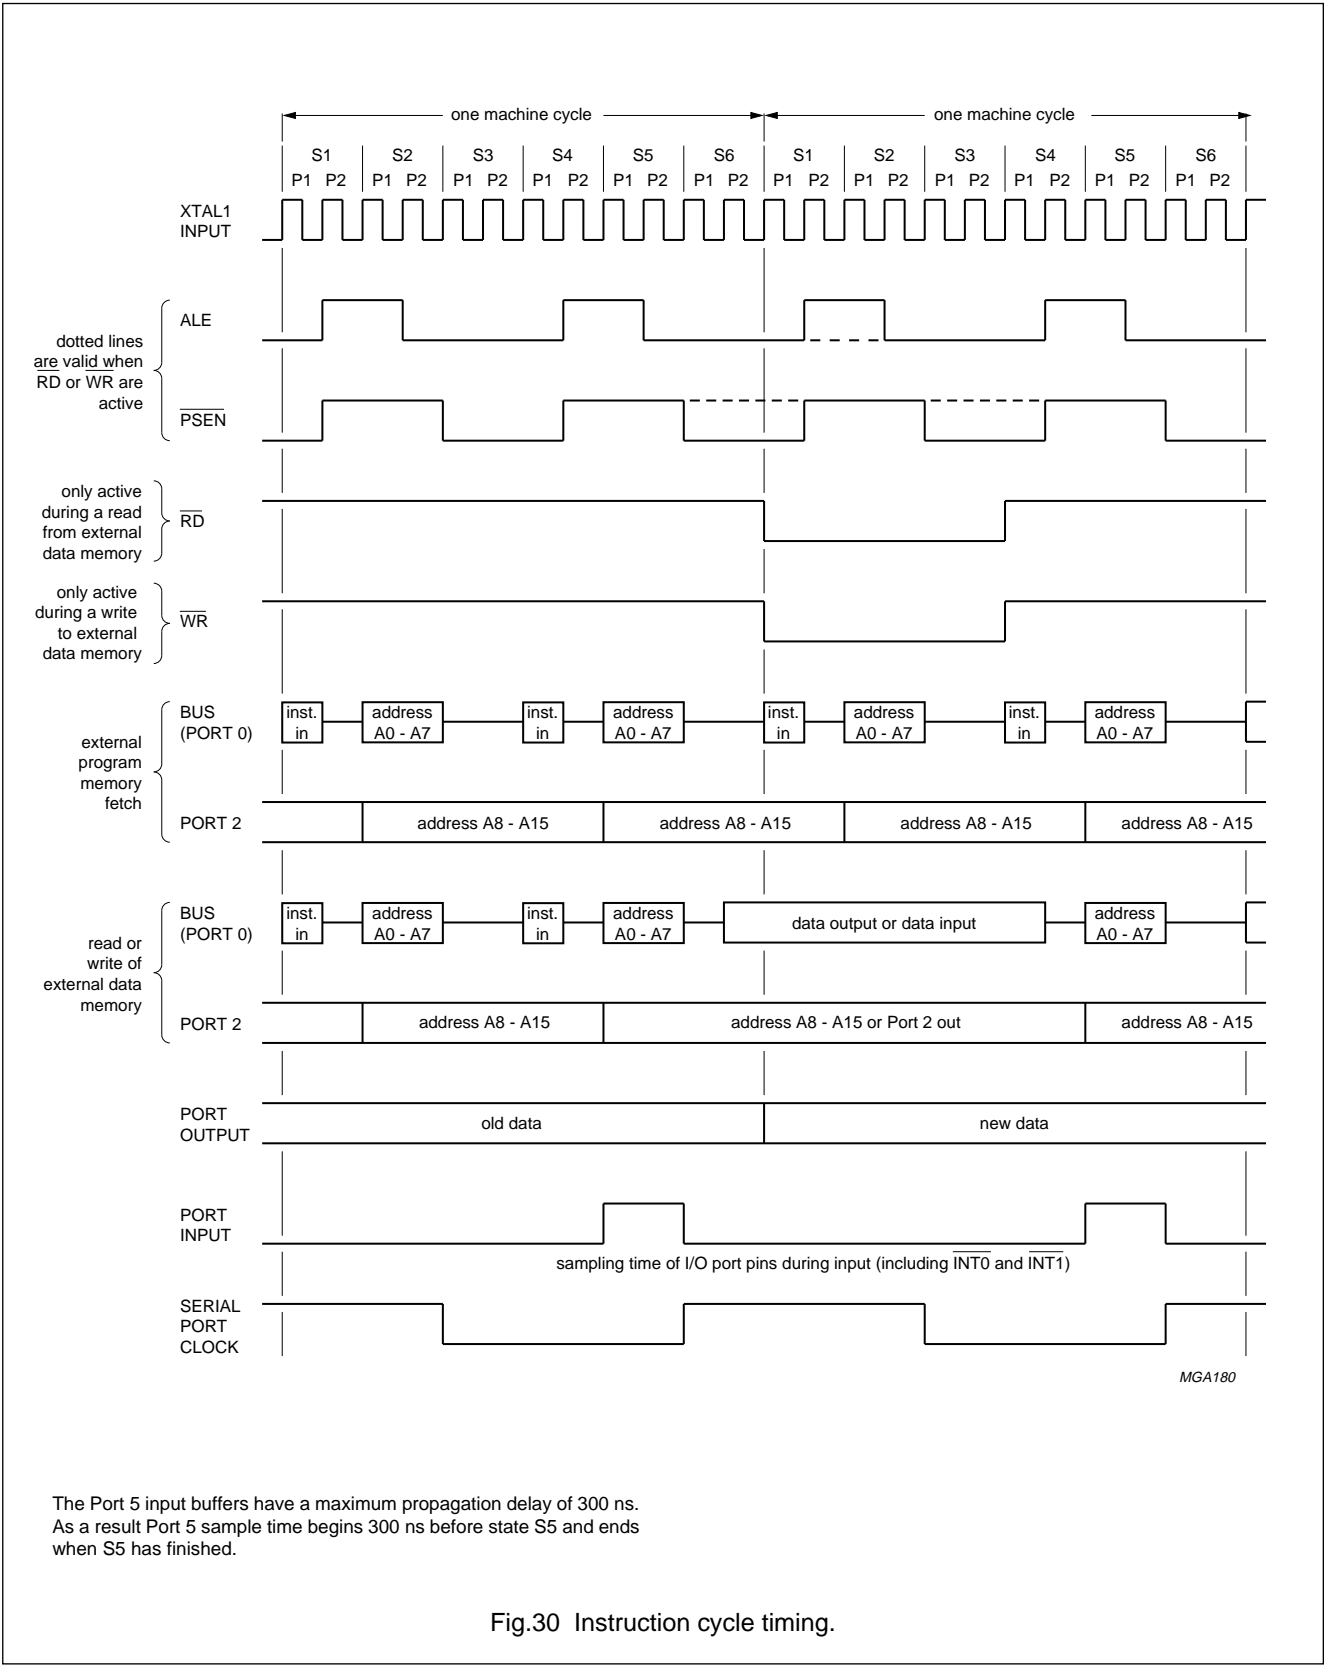 one machine cycle one machine cycle
S1 S2 S3 S4 S5 S6 S1 S2 S3 S4 S5 S6
P1 P2 P1 P2 P1 P2 P1 P2 P1 P2 P1 P2 P1 P2 P1 P2 P1 P2 P1 P2 P1 P2 P1 P2
XTAL1
INPUT
dotted lines
are valid when
RD or WR are
active
ALE
PSEN
only active
during a read
from external
data memory
RD
only active
during a write
to external
data memory
WR
external
program
memory
fetch
BUS
(PORT 0)
inst. address inst. address inst. address inst. address
in A0 - A7 in A0 - A7 in A0 - A7 in A0 - A7
PORT 2
address A8 - A15 address A8 - A15 address A8 - A15 address A8 - A15
read or
write of
external data
memory
BUS
(PORT 0)
inst. address inst. address data output or data input address
in A0 - A7 in A0 - A7 A0 - A7
PORT 2
address A8 - A15 address A8 - A15 or Port 2 out address A8 - A15
PORT
OUTPUT
old data new data
PORT
INPUT
sampling time of I/O port pins during input (including INT0 and INT1)
SERIAL
PORT
CLOCK
MGA180
The Port 5 input buffers have a maximum propagation delay of 300 ns.
As a result Port 5 sample time begins 300 ns before state S5 and ends
when S5 has finished.
Fig.30 Instruction cycle timing.